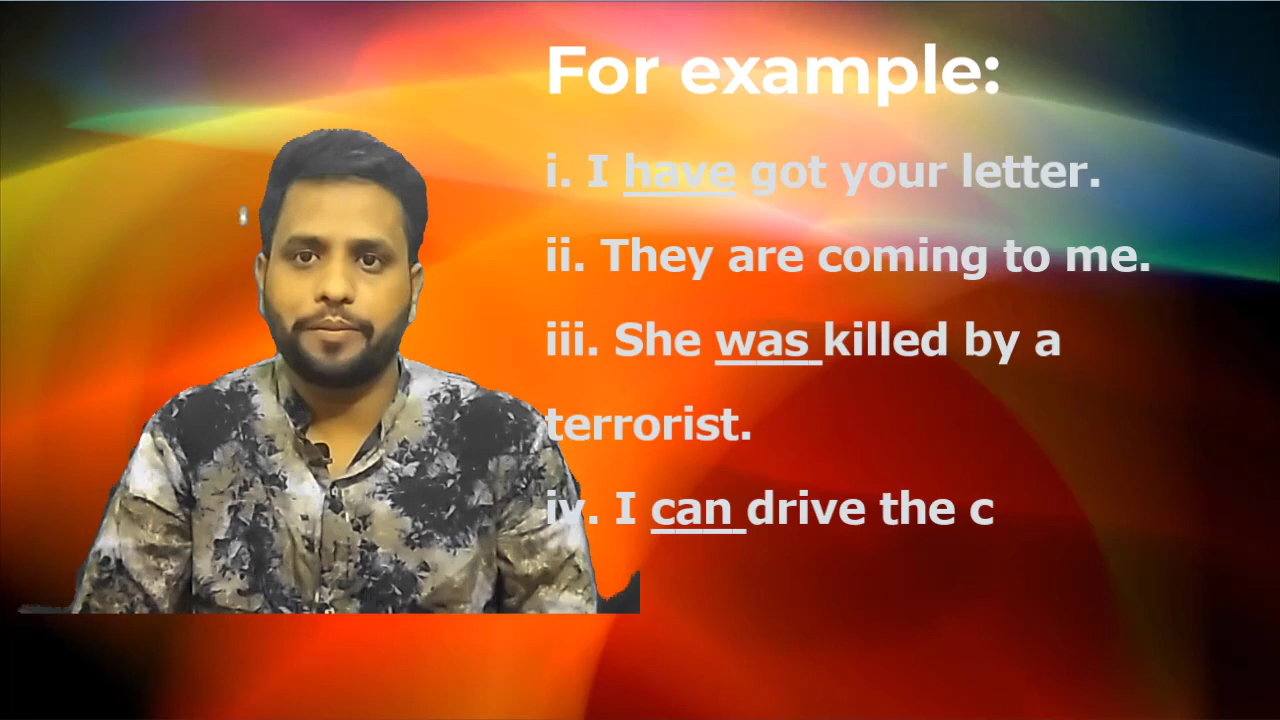 For example:
i. I have got your letter.
ii. They are coming to me.
iii. She was killed by a
terrorist.
iv. I can drive the c